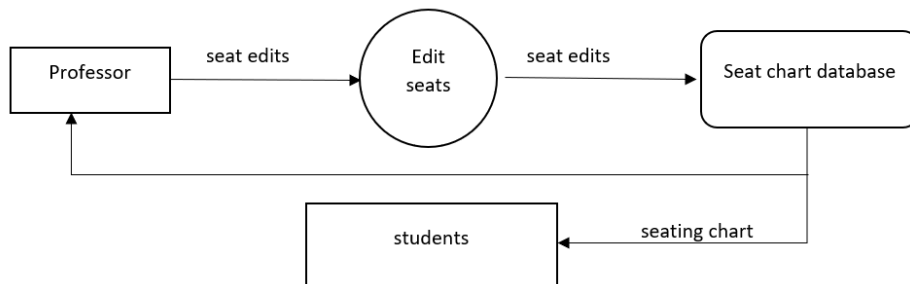 Professor
seat edits
Edit
seats
seat edits
Seat chart database
students
seating chart